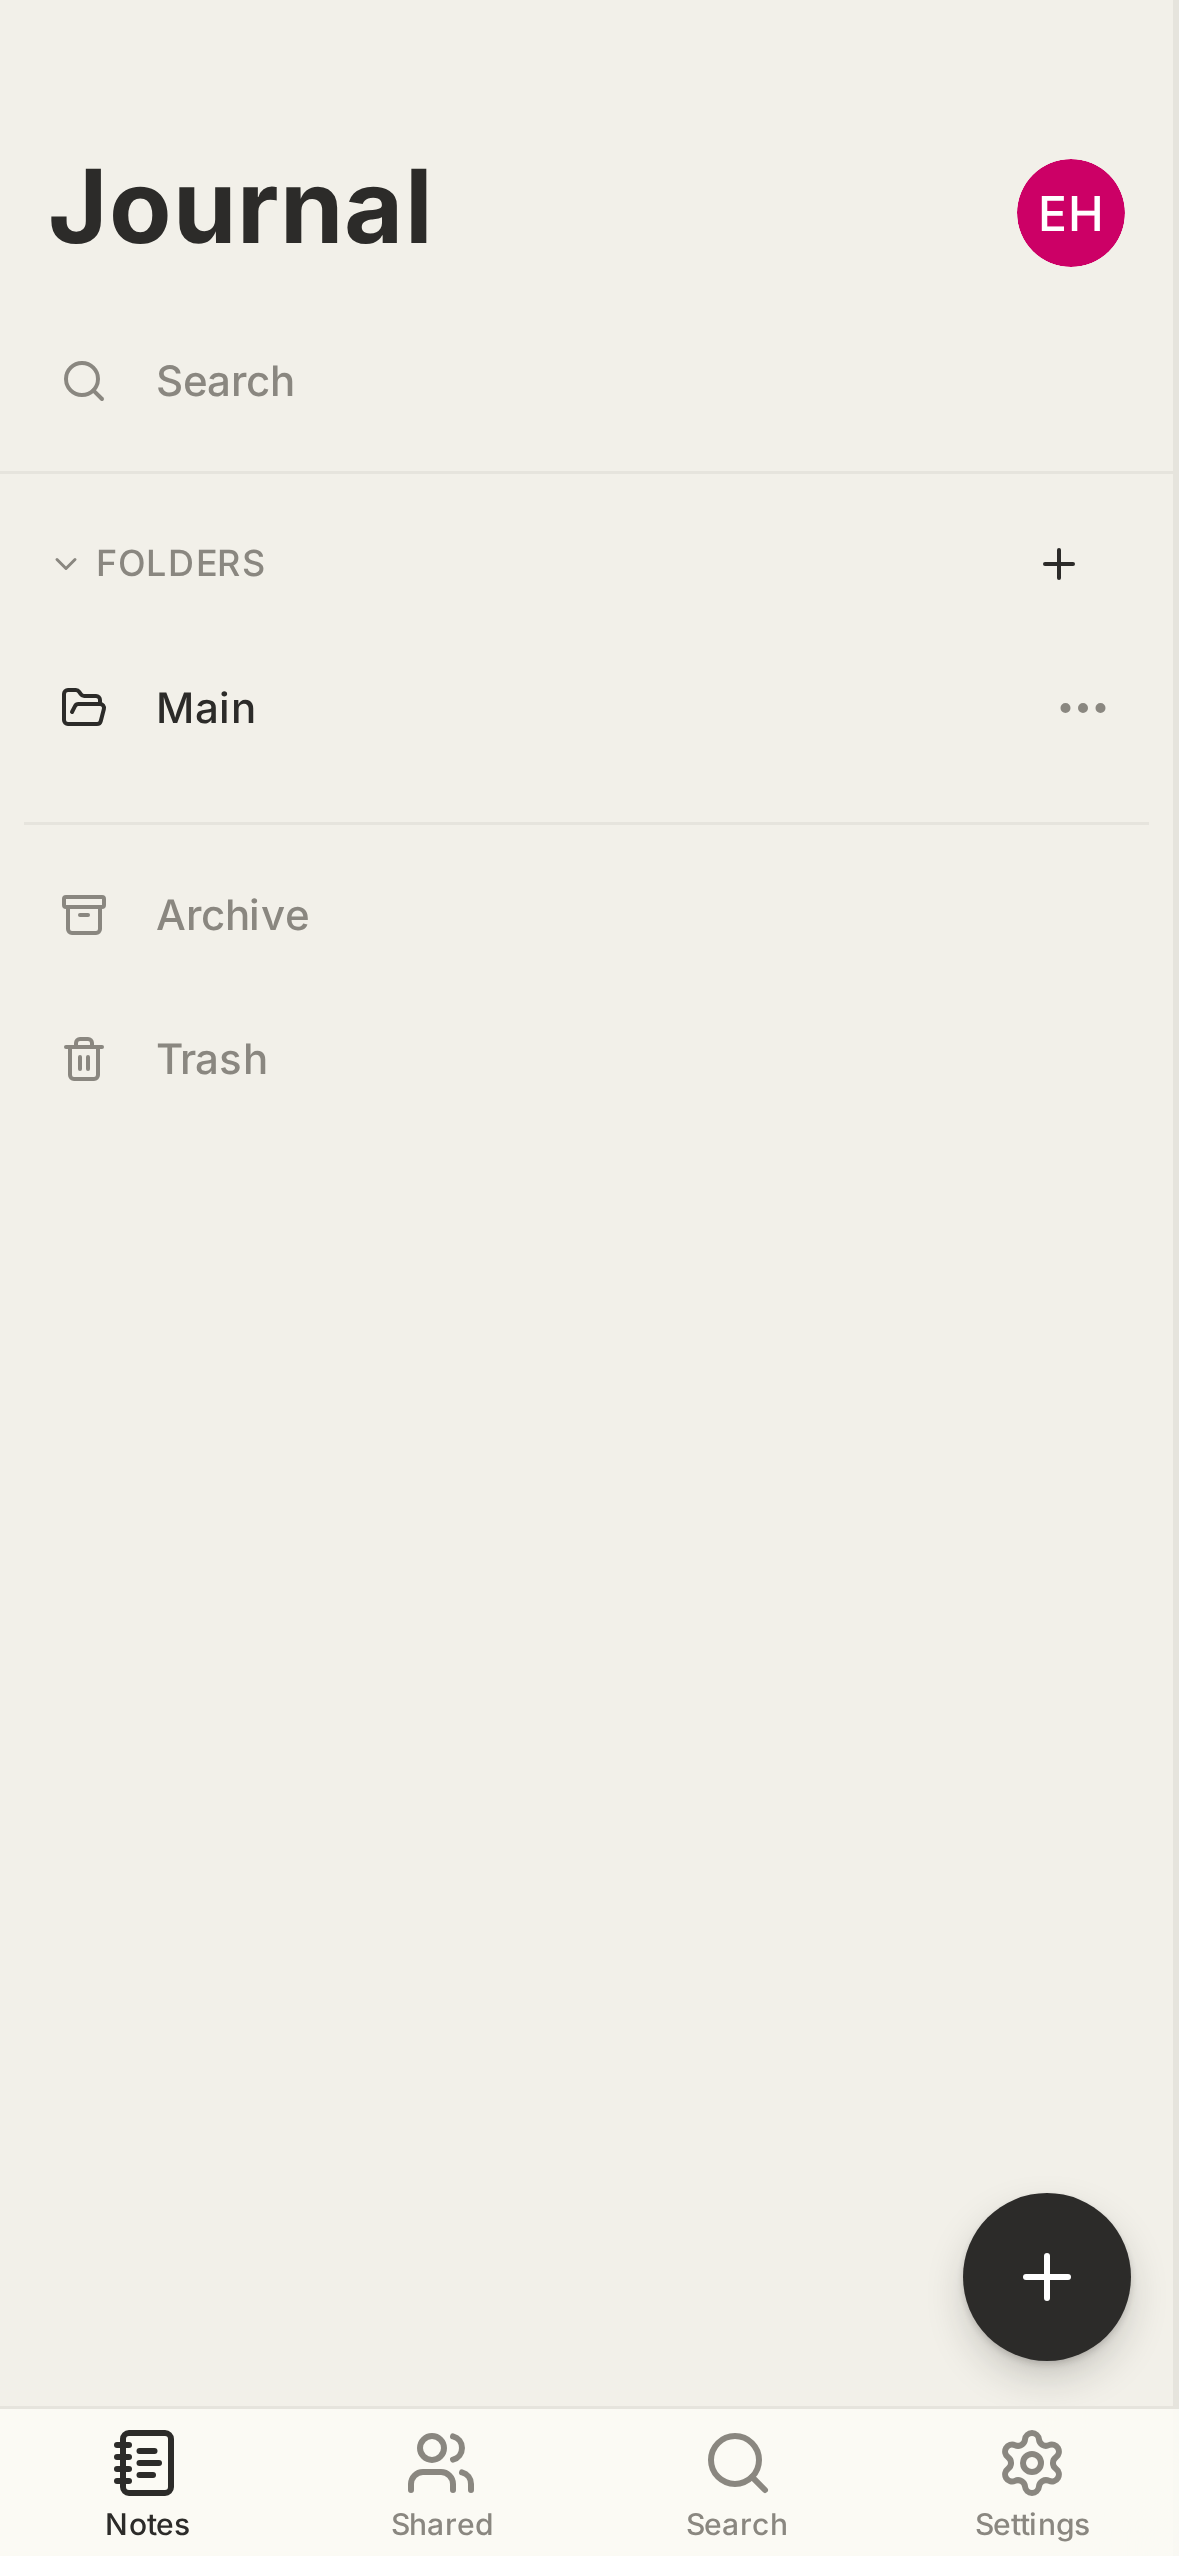 Journal
EH
Search
FOLDERS
Main
Archive
Trash
Notes
Shared
Search
Settings